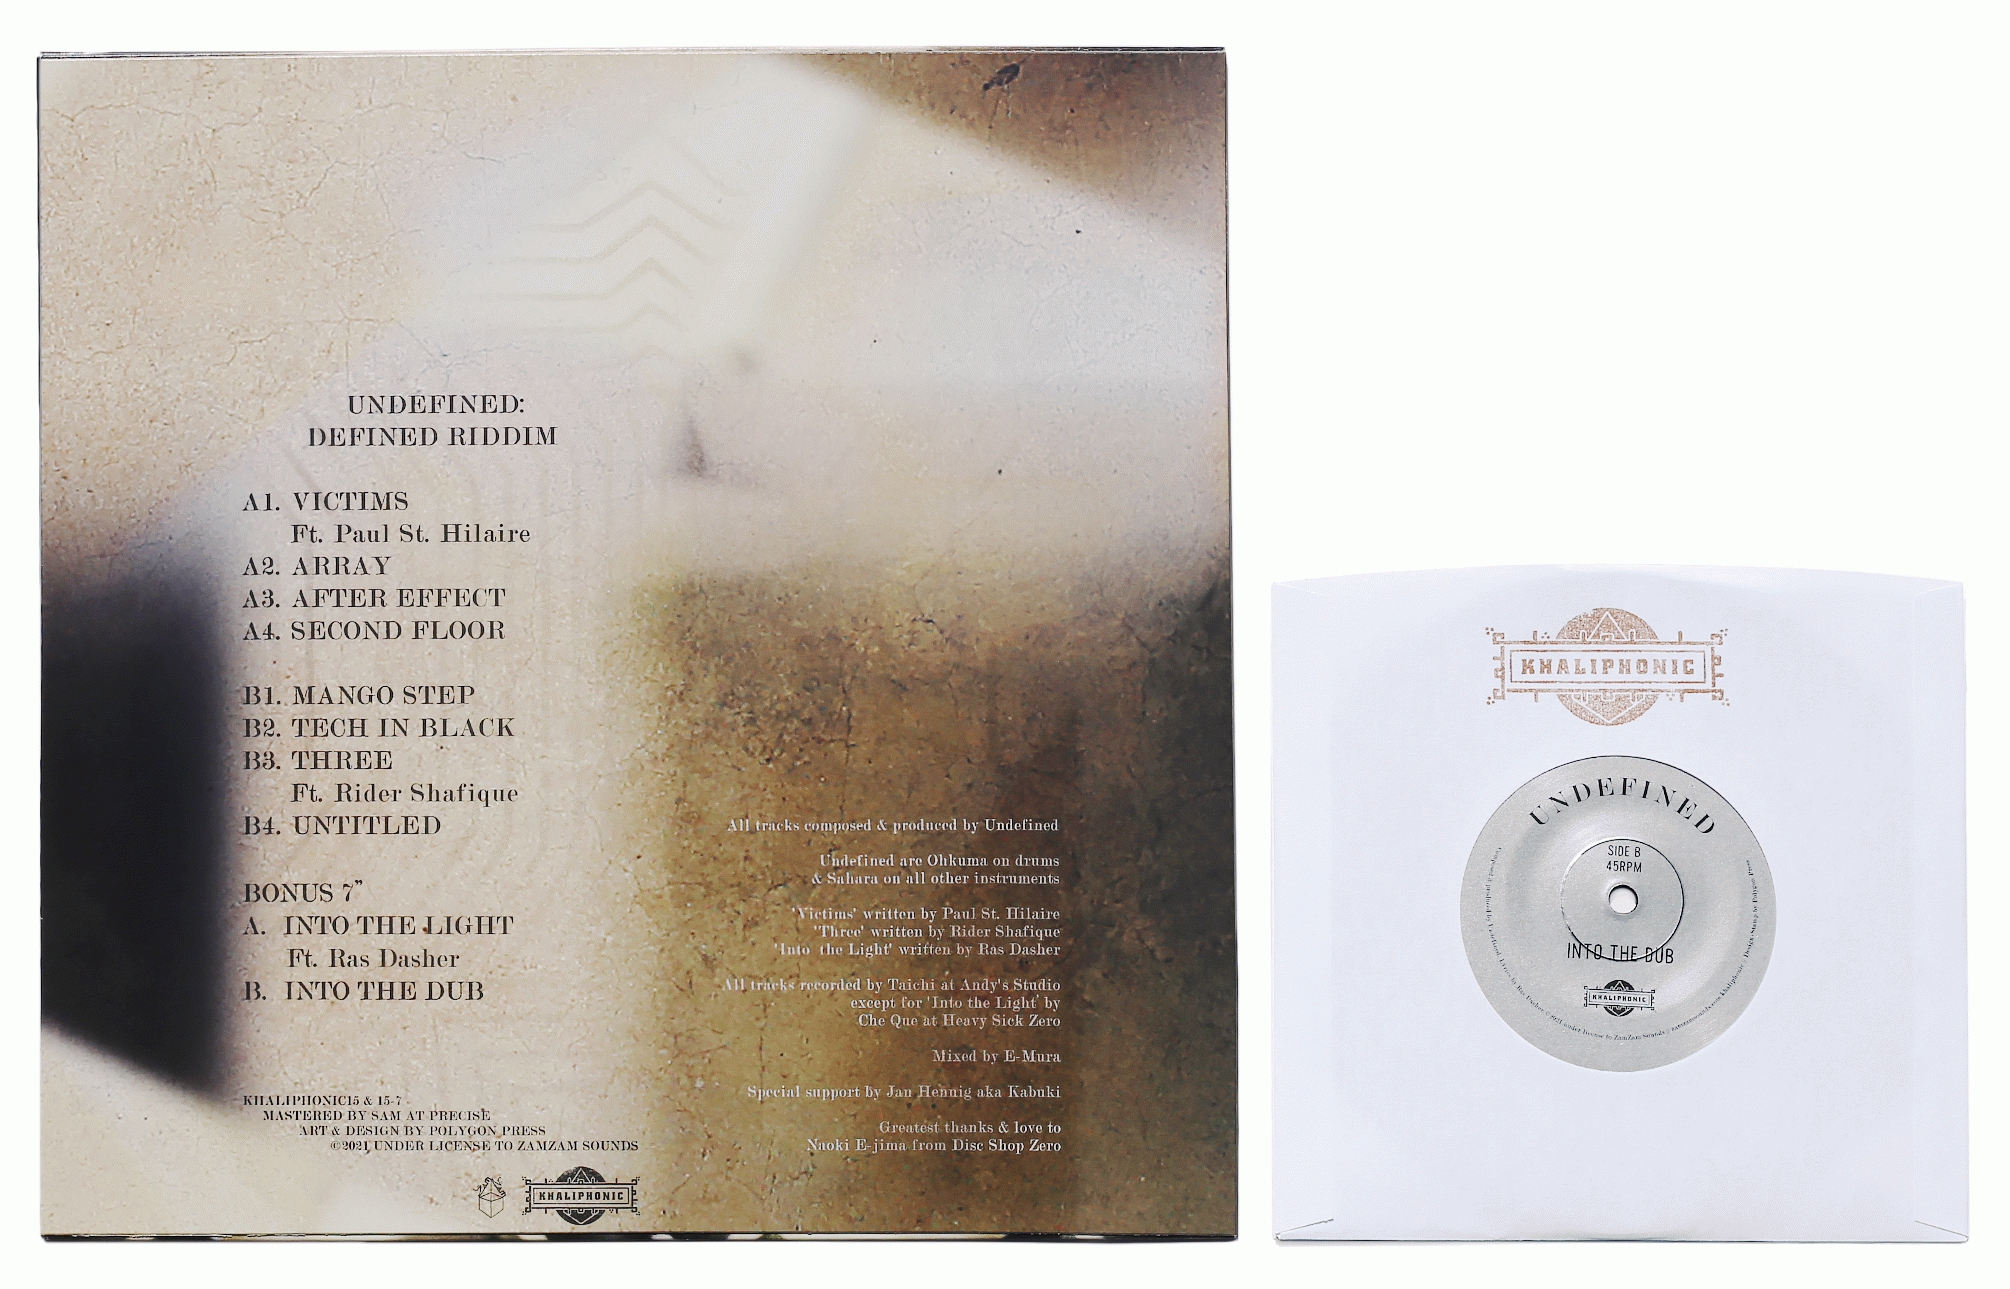 UNDEFINED:
DEFINED RIDDIM
A1. VICTIMS
Ft. Paul St. Hilaire
A2. ARRAY
A3. AFTER EFFECT
A4. SECOND FLOOR
B1. MANGO STEP
B2. TECH IN BLACK
B3. THREE
Ft. Rider Shafique
B4. UNTITLED
BONUS 7"
A. INTO THE LIGHT
Ft. Ras Dasher
B. INTO THE DUB
KHALIPHONIC15 & 15-7
MASTERED BY SAM AT PRECISE
ART & DESIGN BY POLYGON PRESS
©2021 UNDER LICENSE TO ZAMZAM SOUNDS
KHALIPHONIC
All tracks composed & produced by Undefined
Undefined are Ohkuma on drums
& Sahara on all other instruments
'Victims' written by Paul St. Hilaire
'Three' written by Rider Shafique
'Into the Light' written by Ras Dasher
All tracks recorded by Taichi at Andy's Studio
except for 'Into the Light' by
Che Que at Heavy Sick Zero
Mixed by E-Mura
Special support by Jan Hennig aka Kabuki
Greatest thanks & love to
Naoki E-jima from Disc Shop Zero
KHALIPHONIC
UNDEFINED
SIDE B
45RPM
INTO THE DUB
KHALIPHONIC